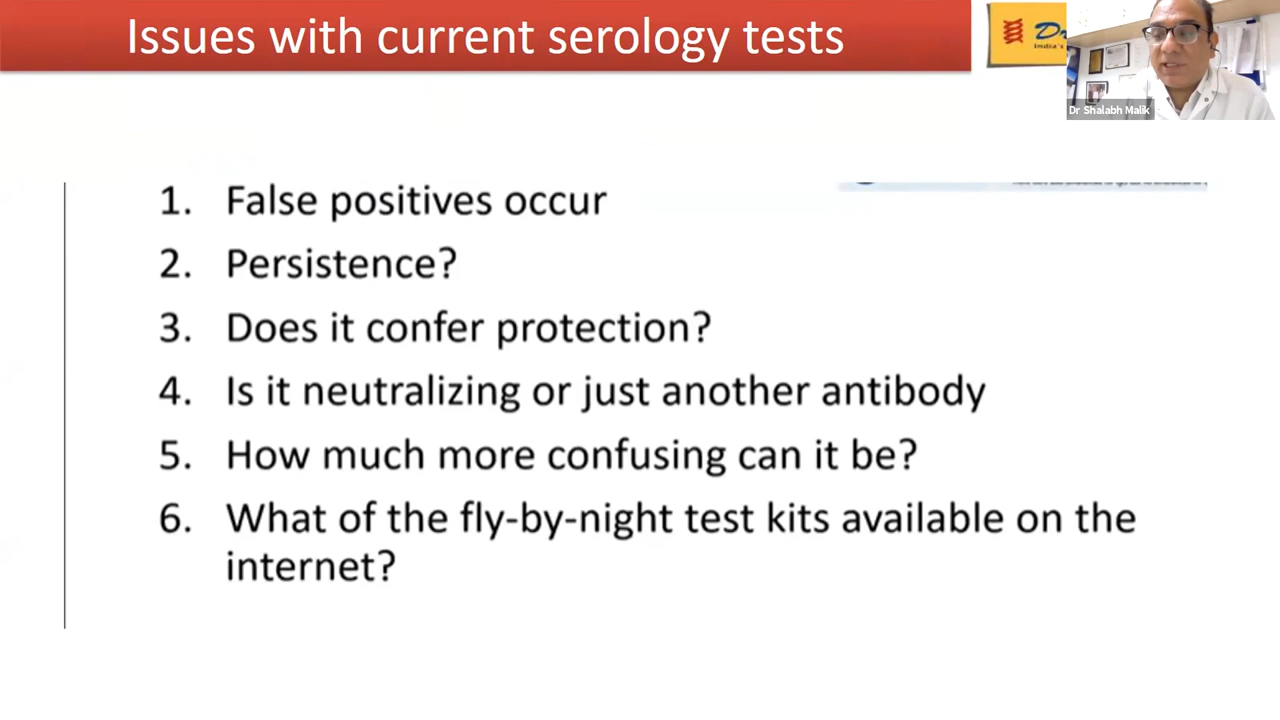 Issues with current serology tests
Dr Shalabh Malik
1. False positives occur
2. Persistence?
3. Does it confer protection?
4. Is it neutralizing or just another antibody
5. How much more confusing can it be?
6. What of the fly-by-night test kits available on the
internet?